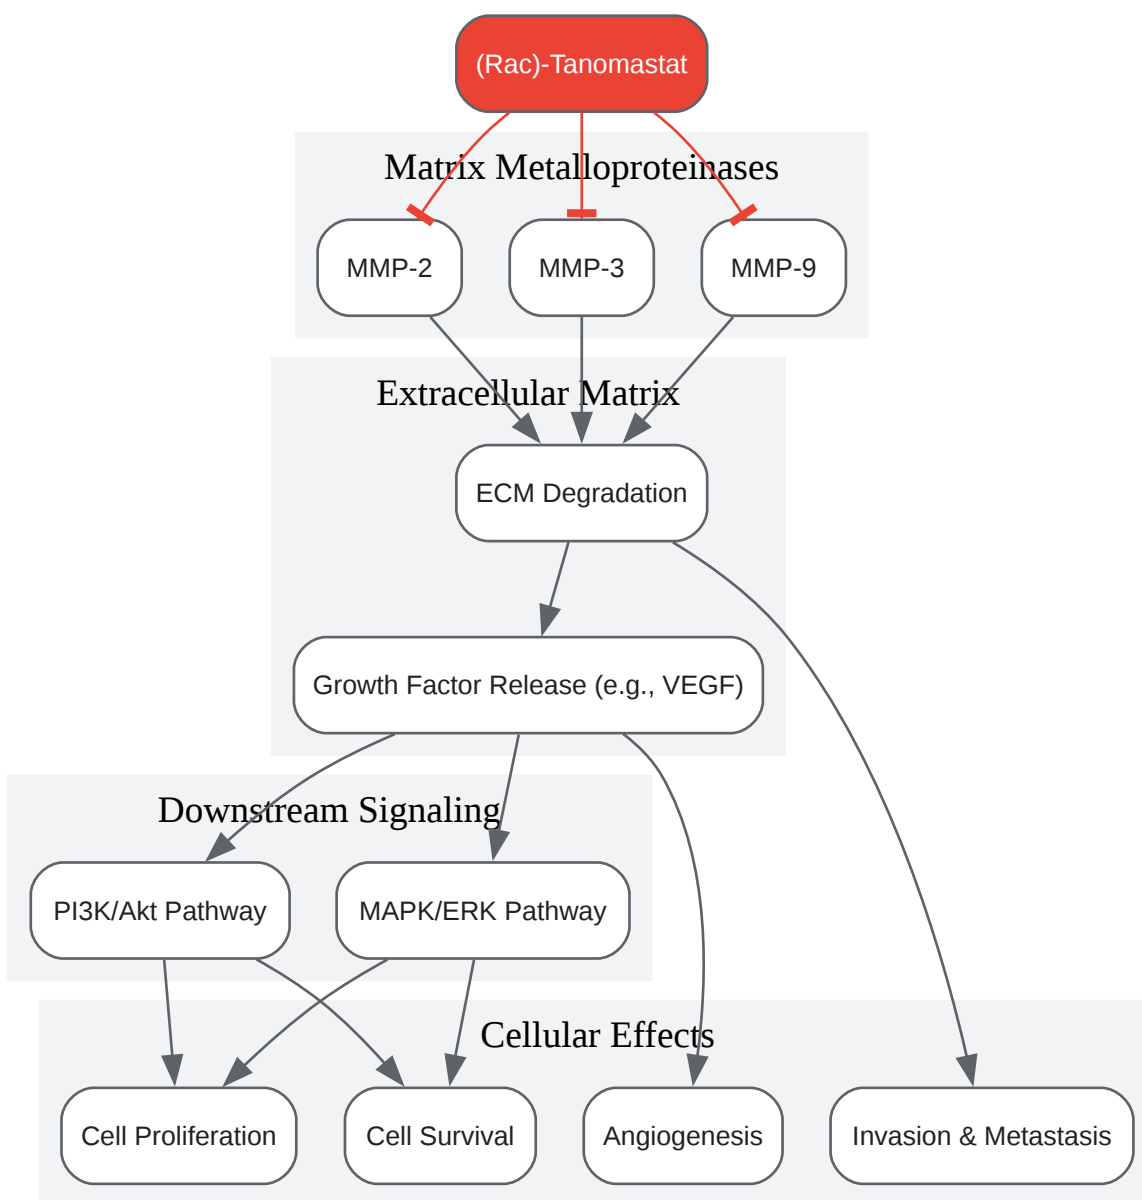 (Rac)-Tanomastat
Matrix Metalloproteinases
MMP-2
MMP-3
MMP-9
Extracellular Matrix
ECM Degradation
Growth Factor Release (e.g., VEGF)
Downstream Signaling
PI3K/Akt Pathway
MAPK/ERK Pathway
Cellular Effects
Cell Proliferation
Cell Survival
Angiogenesis
Invasion & Metastasis